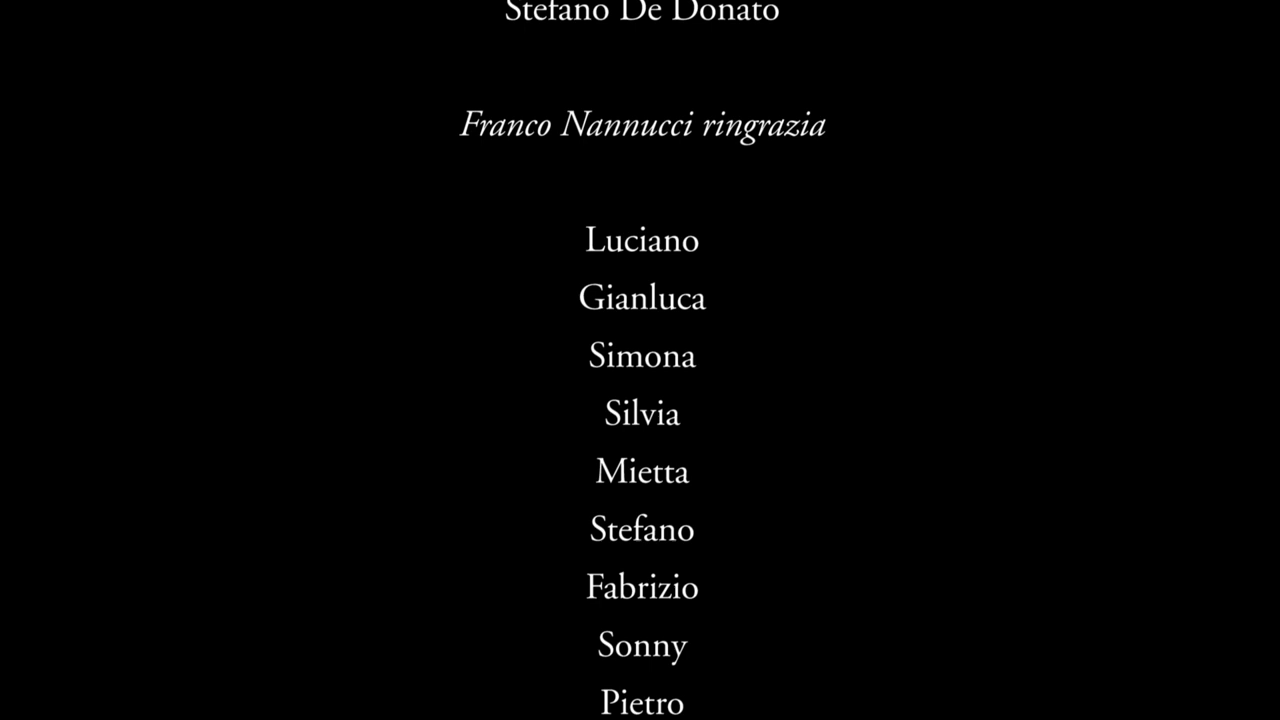 Stefano De Donato
Franco Nannucci ringrazia
Luciano
Gianluca
Simona
Silvia
Mietta
Stefano
Fabrizio
Sonny
Pietro